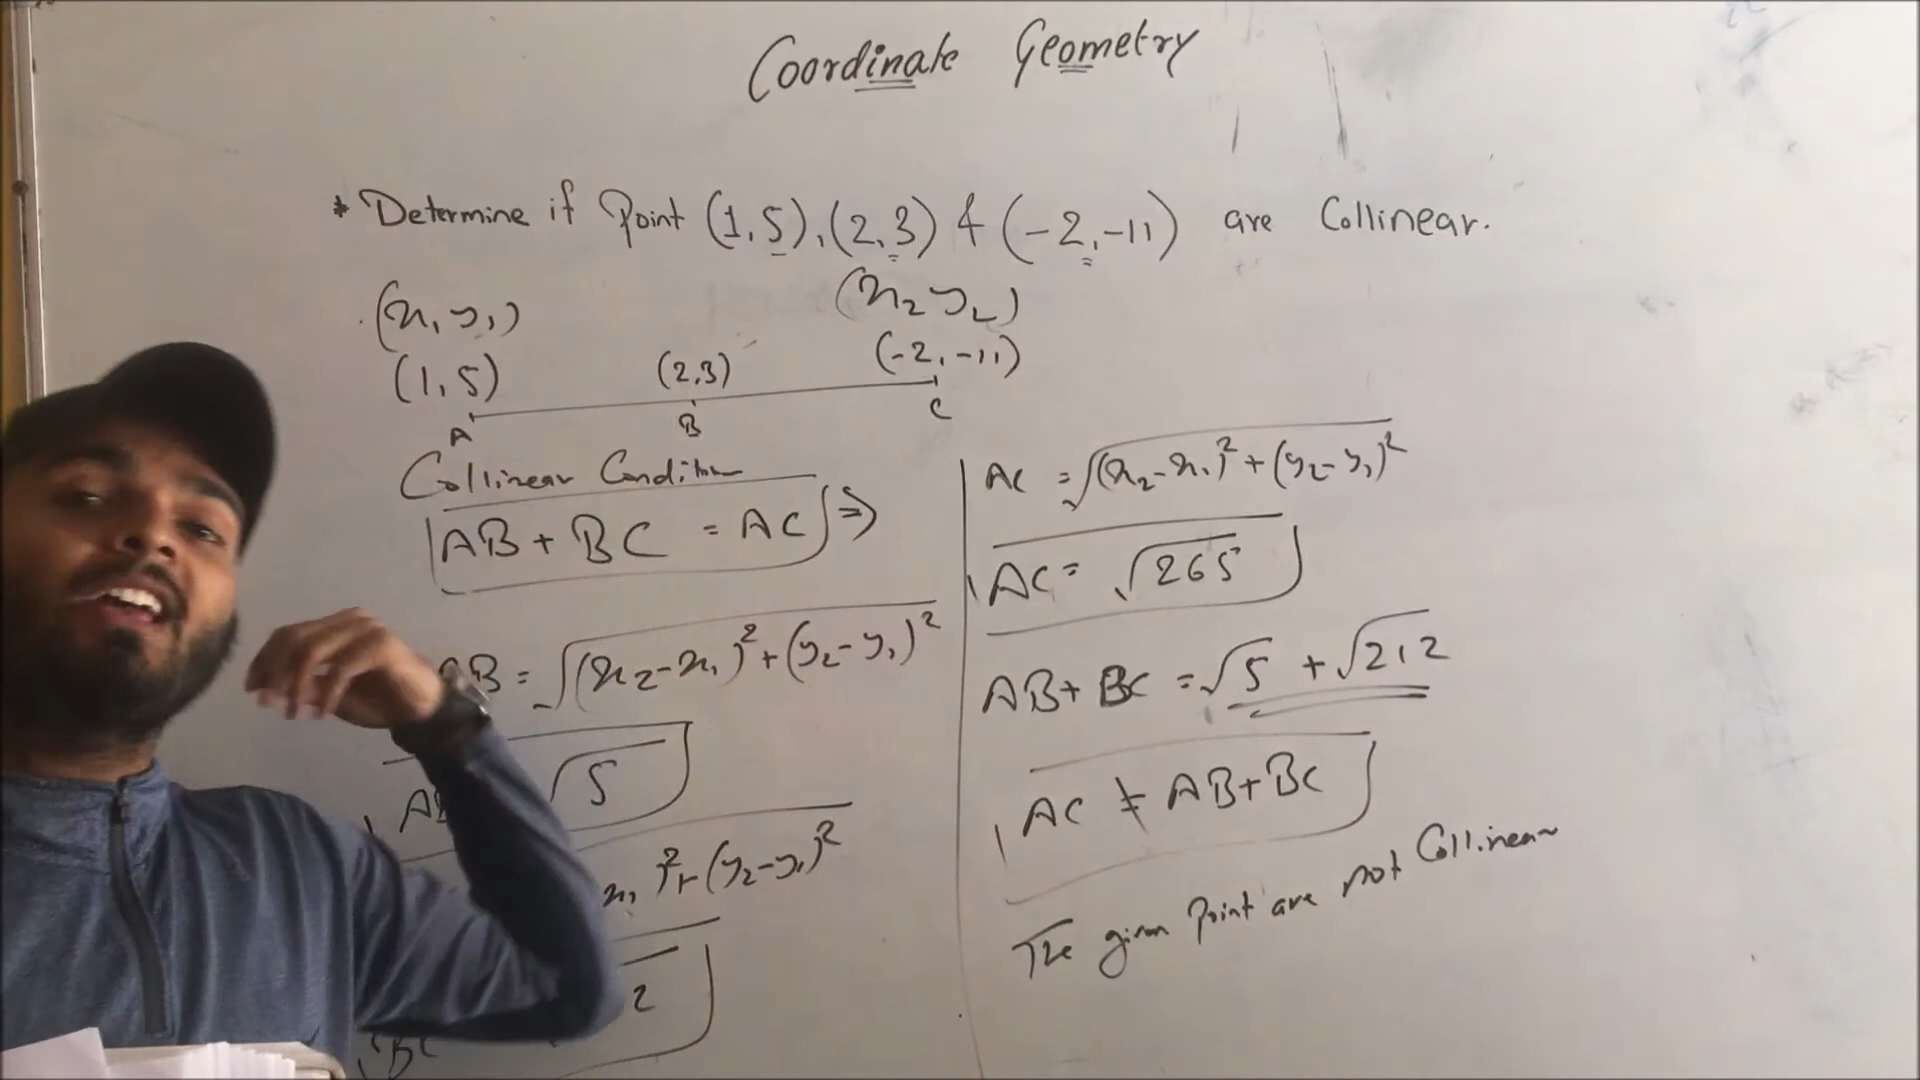 Coordinate Geometry
* Determine if Point (1,5),(2,3) & (-2,-11) are Collinear.
(x₁ y₁)
(x₂ y₂)
(1,5)
(2,3)
(-2,-11)
A
B
C
Collinear Condition
AB + BC = AC ⇒
AB = √(x₂-x₁)²+(y₂-y₁)²
√5
x₁)²+(y₂-y₁)²
2
BC
AC = √(x₂-x₁)²+(y₂-y₁)²
AC = √265
AB+ BC = √5 + √212
AC ≠ AB+BC
The given Point are not Collinear